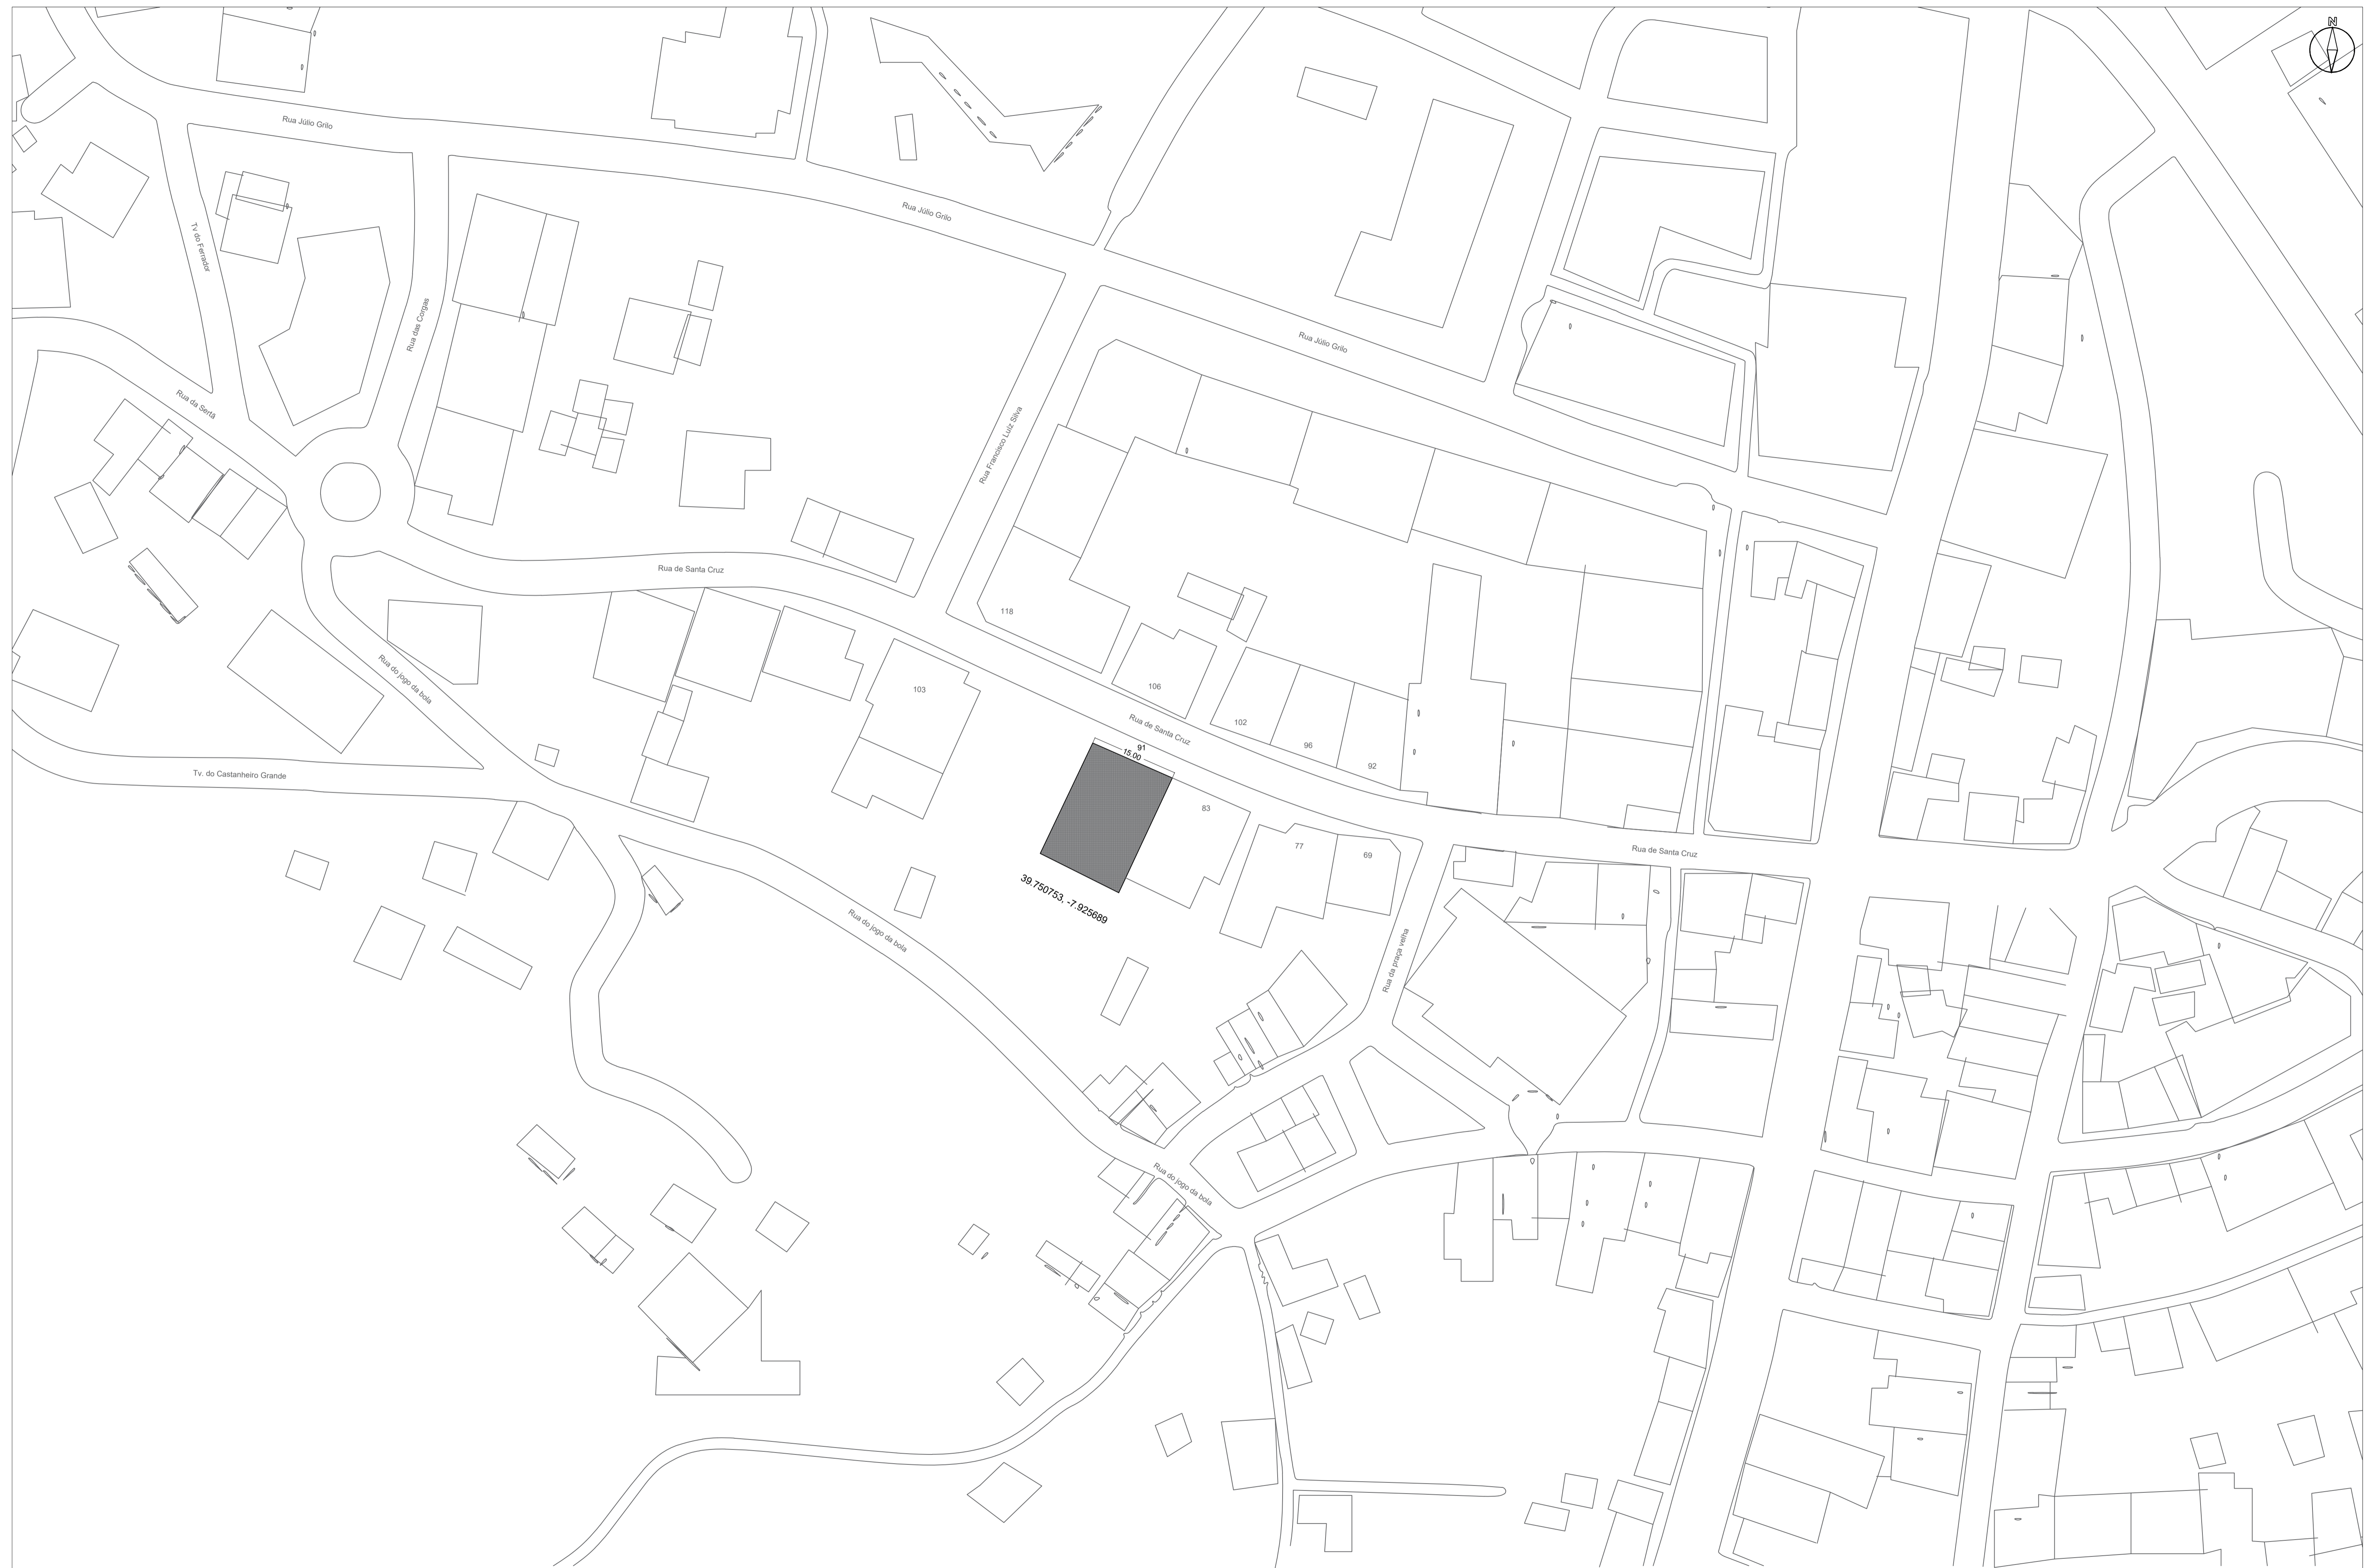 N
Rua Júlio Grilo
Rua Júlio Grilo
Tv do Ferrador
Rua das Corgas
Rua Júlio Grilo
Rua da Sertã
Rua Francisco Luíz Silva
Rua de Santa Cruz
118
Rua do jogo da bola
103
106
102
Rua de Santa Cruz
96
91
15.00
92
Tv. do Castanheiro Grande
83
77
69
Rua de Santa Cruz
39.750753, -7.925689
Rua do jogo da bola
Rua da praça velha
Rua do jogo da bola